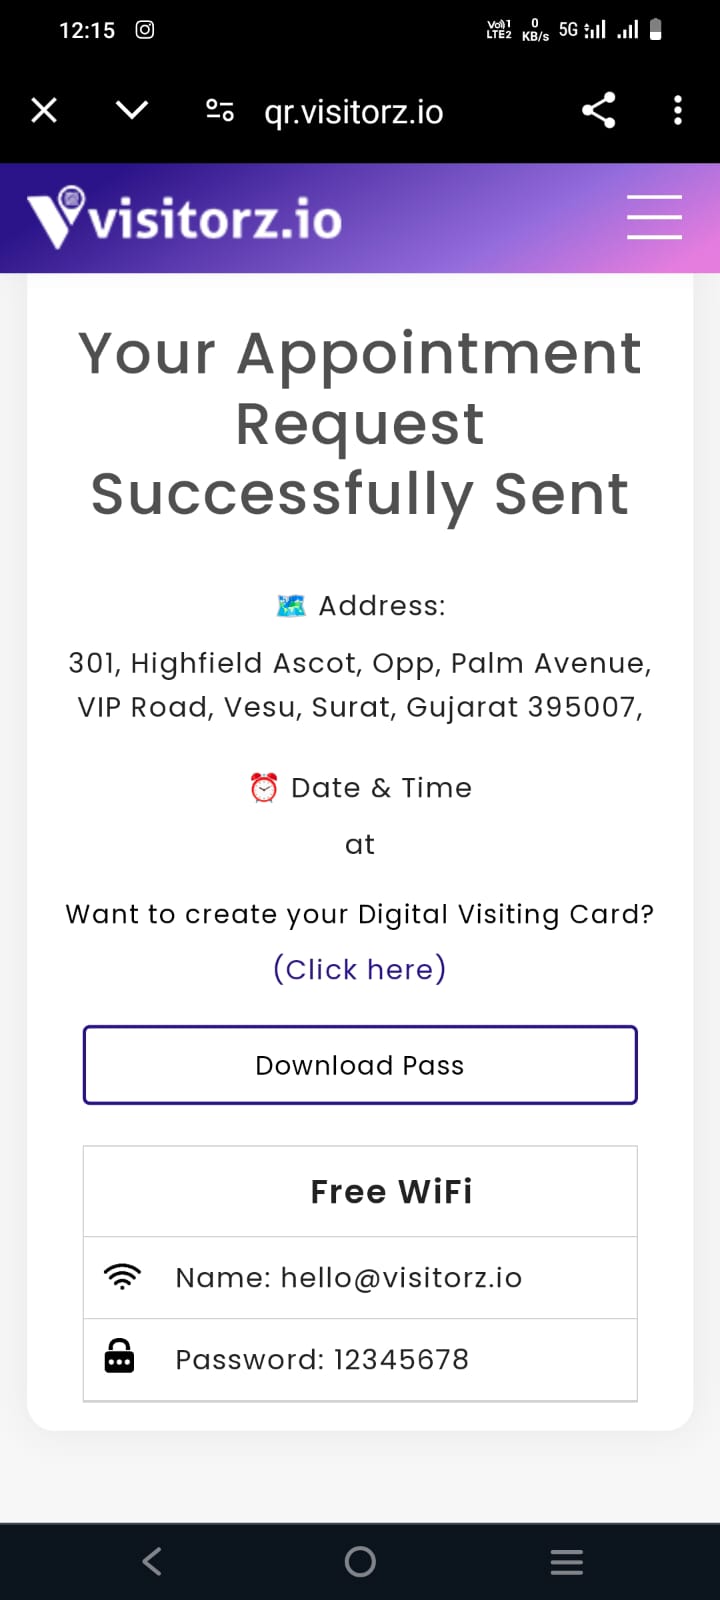 12:15
Vo)) 1
LTE2
0
KB/s
5G
qr.visitorz.io
visitorz.io
Your Appointment
Request
Successfully Sent
Address:
301, Highfield Ascot, Opp, Palm Avenue,
VIP Road, Vesu, Surat, Gujarat 395007,
Date & Time
at
Want to create your Digital Visiting Card?
(Click here)
Download Pass
Free WiFi
Name: hello@visitorz.io
Password: 12345678